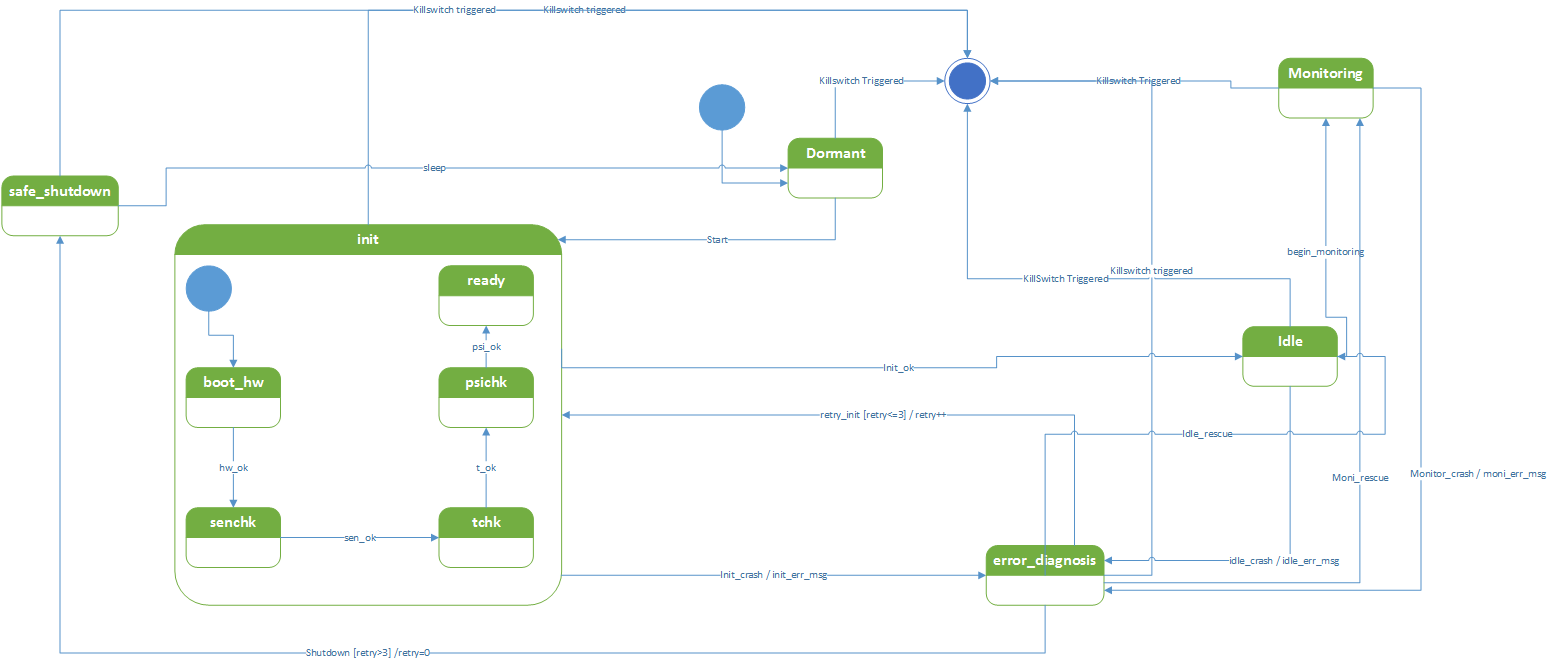 Killswitch triggered
Killswitch triggered
Killswitch Triggered
Killswitch Triggered
Monitoring
Dormant
sleep
safe_shutdown
Start
init
begin_monitoring
Killswitch triggered
KillSwitch Triggered
ready
Idle
psi_ok
Init_ok
boot_hw
psichk
retry_init [retry<=3] / retry++
Idle_rescue
hw_ok
t_ok
Moni_rescue
Monitor_crash / moni_err_msg
senchk
tchk
sen_ok
error_diagnosis
idle_crash / idle_err_msg
Init_crash / init_err_msg
Shutdown [retry>3] /retry=0